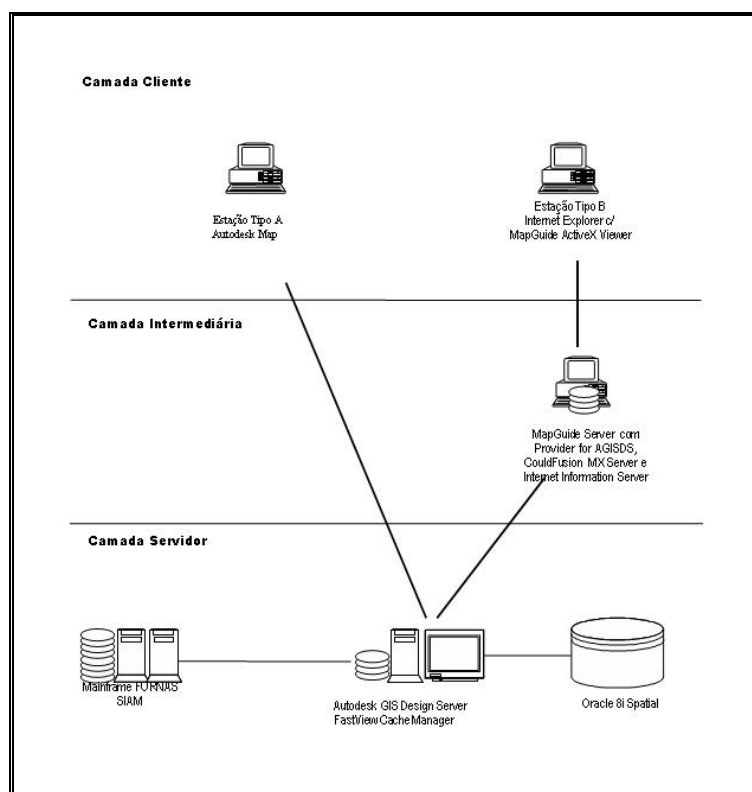 Camada Cliente
Estação Tipo A
Autodesk Map
Estação Tipo B
Internet Explorer c/
MapGuide ActiveX Viewer
Camada Intermediária
MapGuide Server com
Provider for AGISDS,
CouldFusion MX Server e
Internet Information Server
Camada Servidor
Mainframe FURNAS
SIAM
Autodesk GIS Design Server
FastView Cache Manager
Oracle 8i Spatial